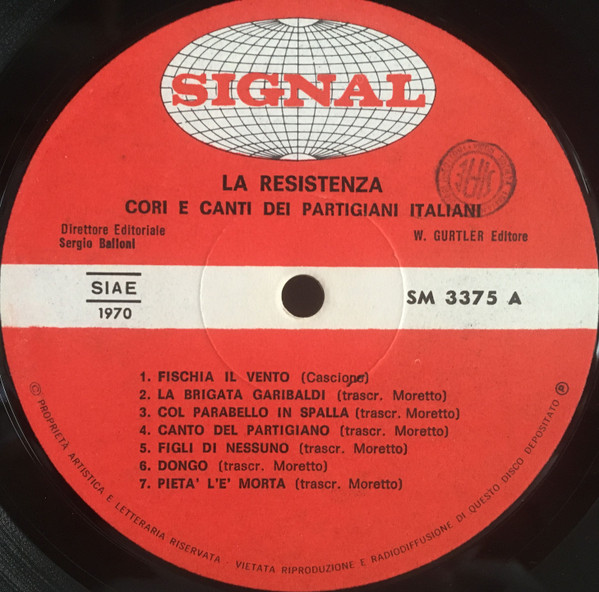 SIGNAL
LA RESISTENZA
CORI E CANTI DEI PARTIGIANI ITALIANI
Direttore Editoriale
Sergio Balloni
W. GURTLER Editore
SIAE
1970
SM 3375 A
1. FISCHIA IL VENTO (Cascione)
2. LA BRIGATA GARIBALDI (trascr. Moretto)
3. COL PARABELLO IN SPALLA (trascr. Moretto)
4. CANTO DEL PARTIGIANO (trascr. Moretto)
5. FIGLI DI NESSUNO (trascr. Moretto)
6. DONGO (trascr. Moretto)
7. PIETA' L'E' MORTA (trascr. Moretto)
© PROPRIETÀ ARTISTICA E LETTERARIA RISERVATA - VIETATA RIPRODUZIONE E RADIODIFFUSIONE DI QUESTO DISCO DEPOSITATO ℗